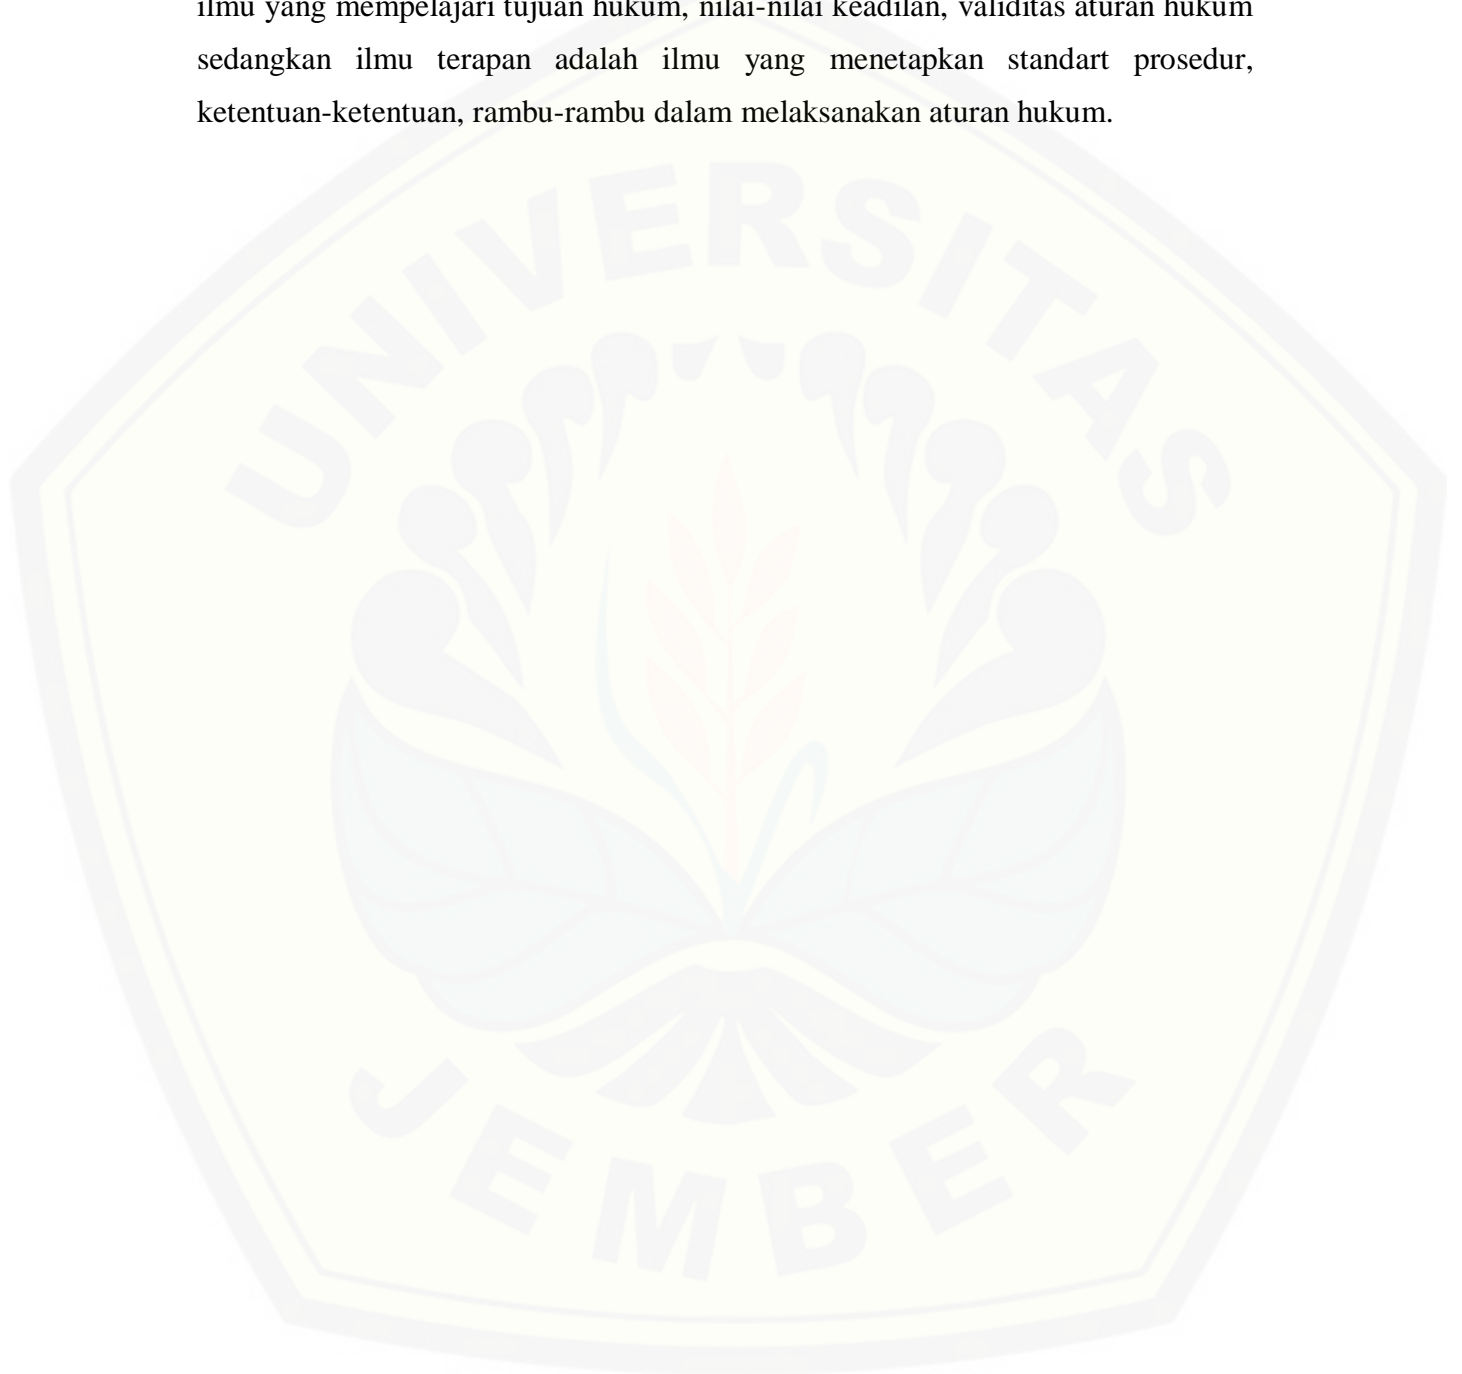 ilmu yang mempelajari tujuan hukum, nilai-nilai keadilan, validitas aturan hukum
sedangkan ilmu terapan adalah ilmu yang menetapkan standart prosedur,
ketentuan-ketentuan, rambu-rambu dalam melaksanakan aturan hukum.
UNIVERSITAS
JEMBER